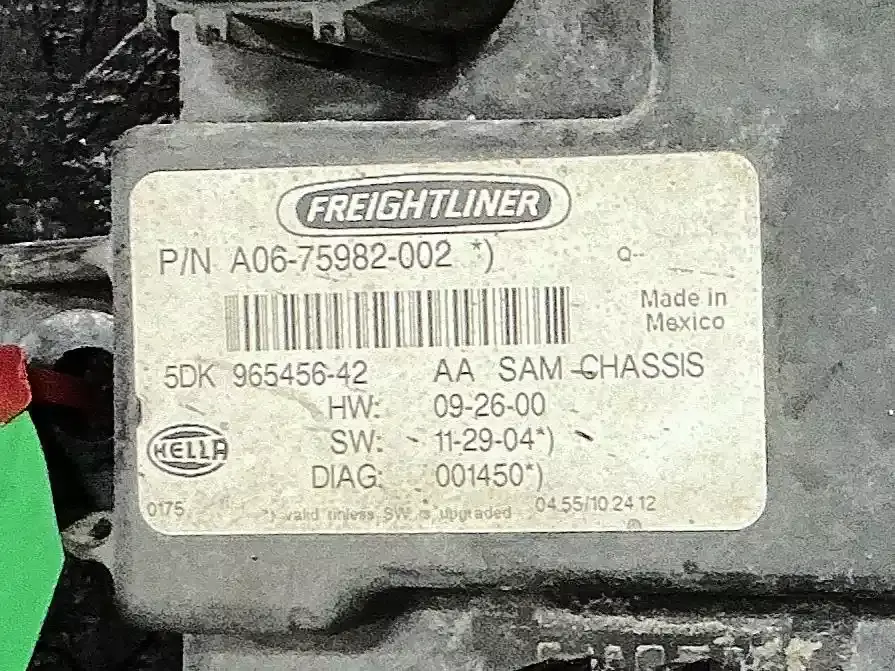 FREIGHTLINER
P/N A06-75982-002 *)
Q--
Made in
Mexico
5DK 965456-42 AA SAM-CHASSIS
HW: 09-26-00
SW: 11-29-04*)
HELLA ®
DIAG: 001450*)
0175 *) valid unless SW is upgraded 04.55/10.24 12